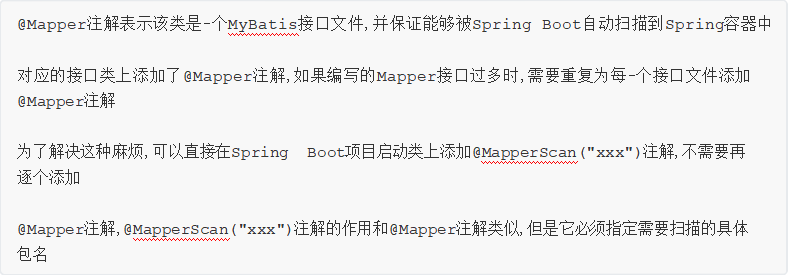 @Mapper注解表示该类是-个MyBatis接口文件,并保证能够被Spring Boot自动扫描到Spring容器中
对应的接口类上添加了@Mapper注解,如果编写的Mapper接口过多时,需要重复为每-个接口文件添加
@Mapper注解
为了解决这种麻烦,可以直接在Spring  Boot项目启动类上添加@MapperScan("xxx")注解,不需要再
逐个添加
@Mapper注解,@MapperScan("xxx")注解的作用和@Mapper注解类似,但是它必须指定需要扫描的具体
包名